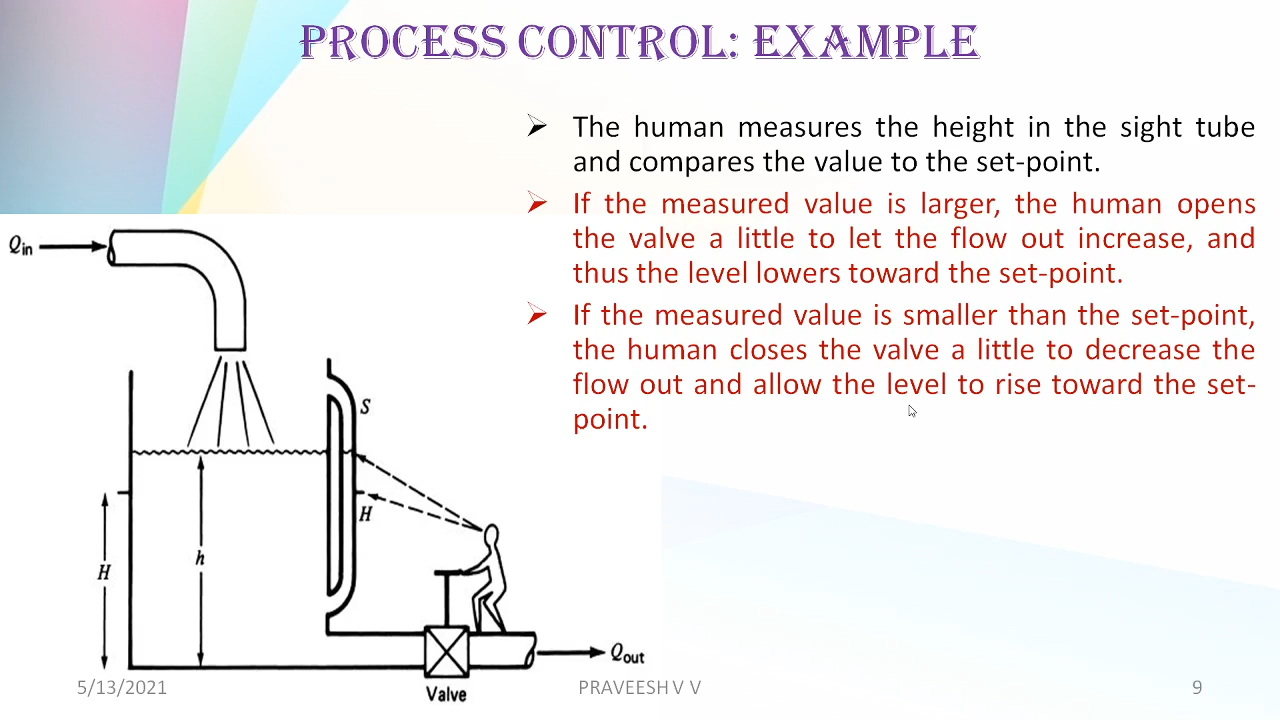 PROCESS CONTROL: EXAMPLE
The human measures the height in the sight tube
and compares the value to the set-point.
If the measured value is larger, the human opens
the valve a little to let the flow out increase, and
thus the level lowers toward the set-point.
If the measured value is smaller than the set-point,
the human closes the valve a little to decrease the
flow out and allow the level to rise toward the set-
point.
Qin
S
H
h
H
Qout
Valve
5/13/2021
PRAVEESH V V
9